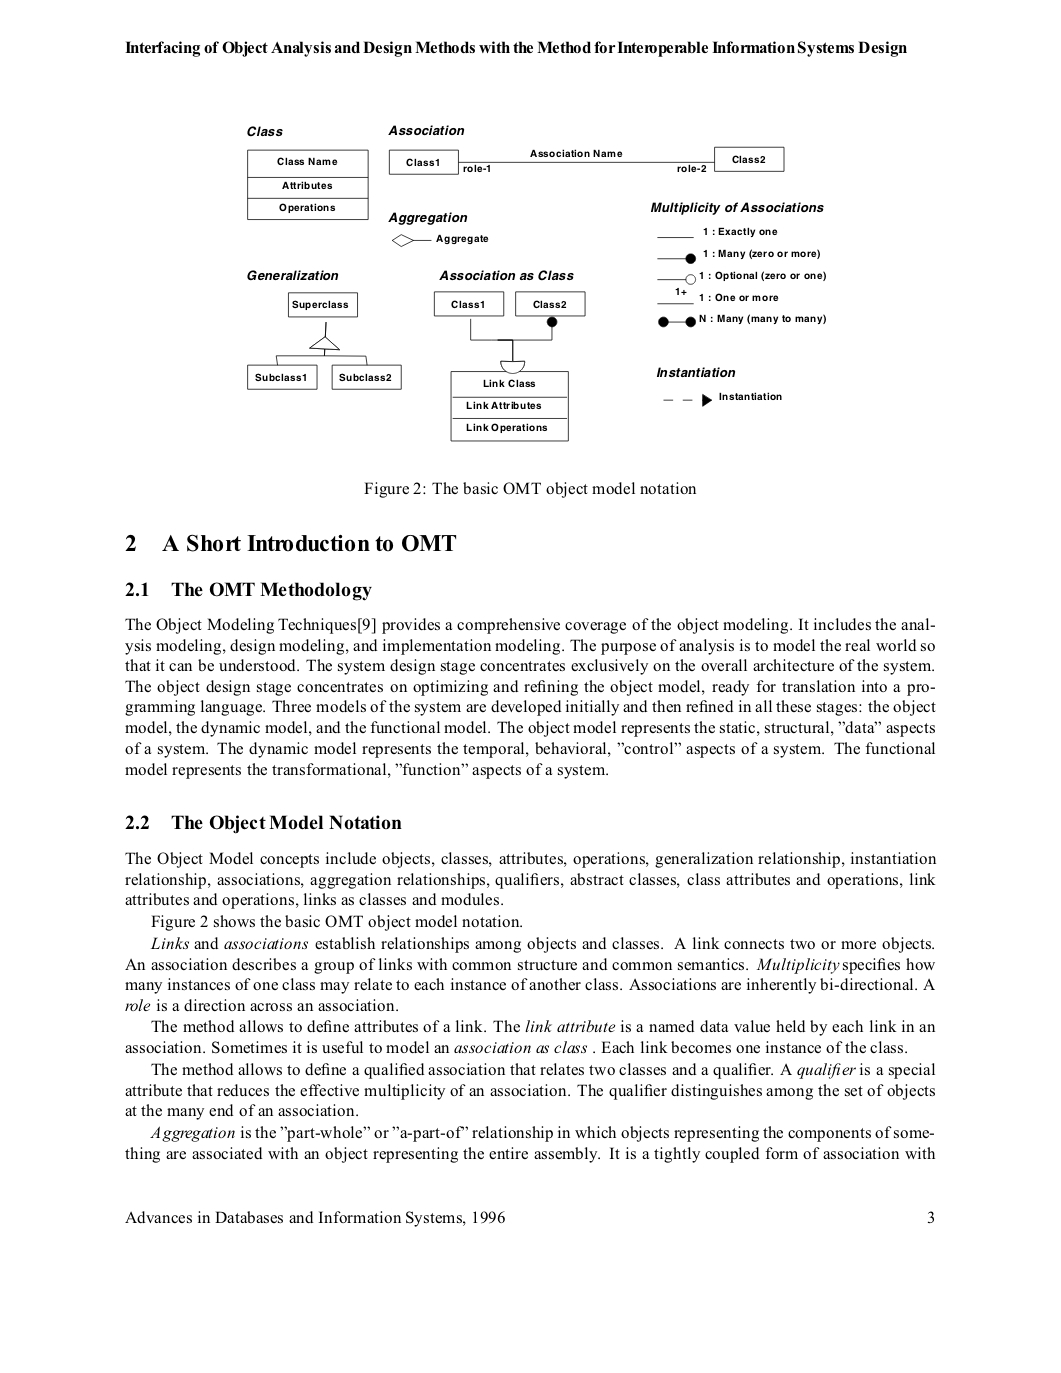 Interfacing of Object Analysis and Design Methods with the Method for Interoperable Information Systems Design
Class
Class Name
Attributes
Operations
Association
Class1
role-1
Association Name
role-2
Class2
Aggregation
Aggregate
Multiplicity of Associations
1 : Exactly one
1 : Many (zero or more)
1 : Optional (zero or one)
1+
1 : One or more
N : Many (many to many)
Generalization
Superclass
Subclass1
Subclass2
Association as Class
Class1
Class2
Link Class
Link Attributes
Link Operations
Instantiation
Instantiation
Figure 2: The basic OMT object model notation
2 A Short Introduction to OMT
2.1 The OMT Methodology
The Object Modeling Techniques[9] provides a comprehensive coverage of the object modeling. It includes the anal-
ysis modeling, design modeling, and implementation modeling. The purpose of analysis is to model the real world so
that it can be understood. The system design stage concentrates exclusively on the overall architecture of the system.
The object design stage concentrates on optimizing and refining the object model, ready for translation into a pro-
gramming language. Three models of the system are developed initially and then refined in all these stages: the object
model, the dynamic model, and the functional model. The object model represents the static, structural, ”data” aspects
of a system. The dynamic model represents the temporal, behavioral, ”control” aspects of a system. The functional
model represents the transformational, ”function” aspects of a system.
2.2 The Object Model Notation
The Object Model concepts include objects, classes, attributes, operations, generalization relationship, instantiation
relationship, associations, aggregation relationships, qualifiers, abstract classes, class attributes and operations, link
attributes and operations, links as classes and modules.
Figure 2 shows the basic OMT object model notation.
Links and associations establish relationships among objects and classes. A link connects two or more objects.
An association describes a group of links with common structure and common semantics. Multiplicity specifies how
many instances of one class may relate to each instance of another class. Associations are inherently bi-directional. A
role is a direction across an association.
The method allows to define attributes of a link. The link attribute is a named data value held by each link in an
association. Sometimes it is useful to model an association as class . Each link becomes one instance of the class.
The method allows to define a qualified association that relates two classes and a qualifier. A qualifier is a special
attribute that reduces the effective multiplicity of an association. The qualifier distinguishes among the set of objects
at the many end of an association.
Aggregation is the ”part-whole” or ”a-part-of” relationship in which objects representing the components of some-
thing are associated with an object representing the entire assembly. It is a tightly coupled form of association with
Advances in Databases and Information Systems, 1996
3